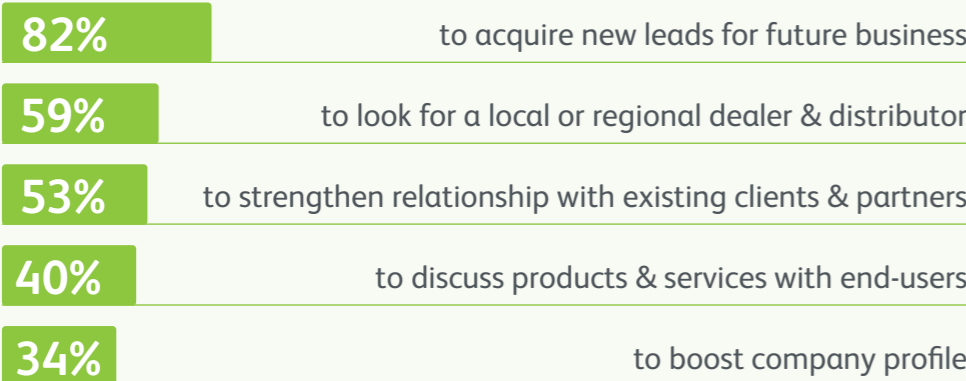 82% to acquire new leads for future business
59% to look for a local or regional dealer & distributor
53% to strengthen relationship with existing clients & partners
40% to discuss products & services with end-users
34% to boost company profile